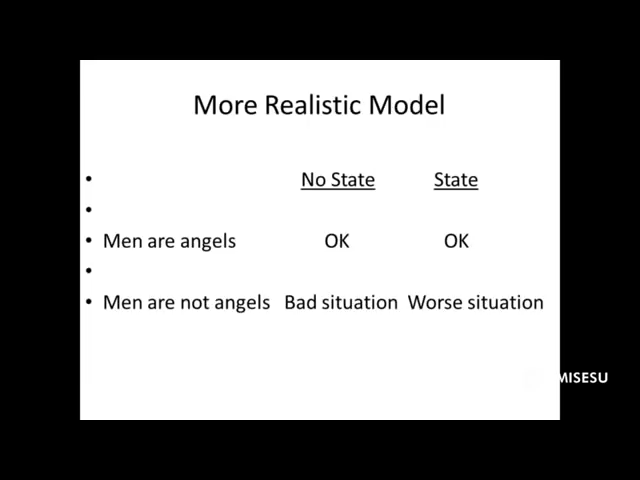 More Realistic Model
• No State State
•
• Men are angels OK OK
•
• Men are not angels Bad situation Worse situation
MISESU